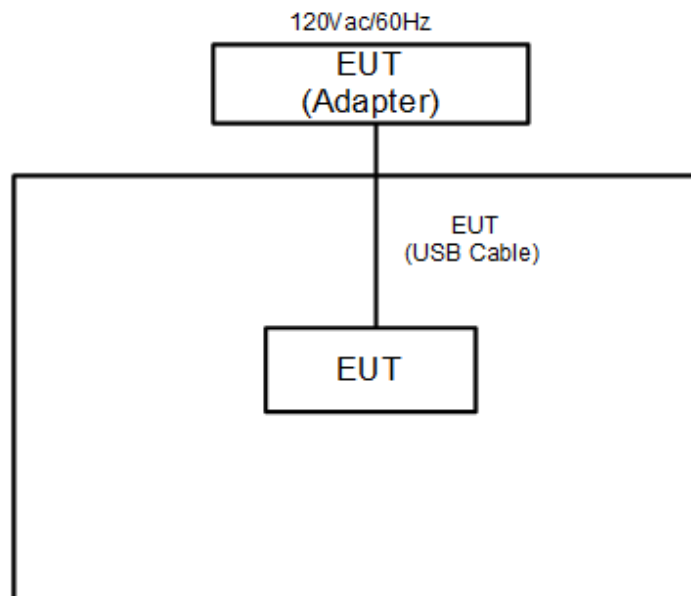 120Vac/60Hz
EUT
(Adapter)
EUT
(USB Cable)
EUT